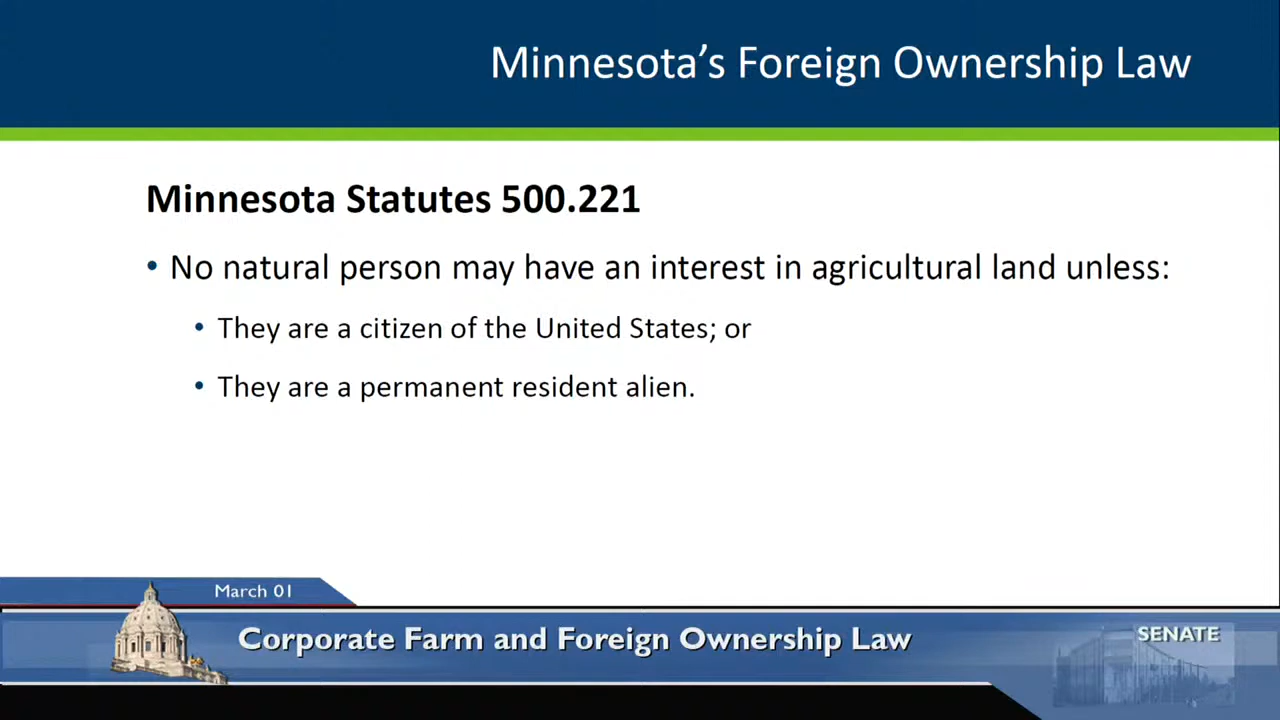 Minnesota’s Foreign Ownership Law
Minnesota Statutes 500.221
• No natural person may have an interest in agricultural land unless:
• They are a citizen of the United States; or
• They are a permanent resident alien.
March 01
Corporate Farm and Foreign Ownership Law
SENATE